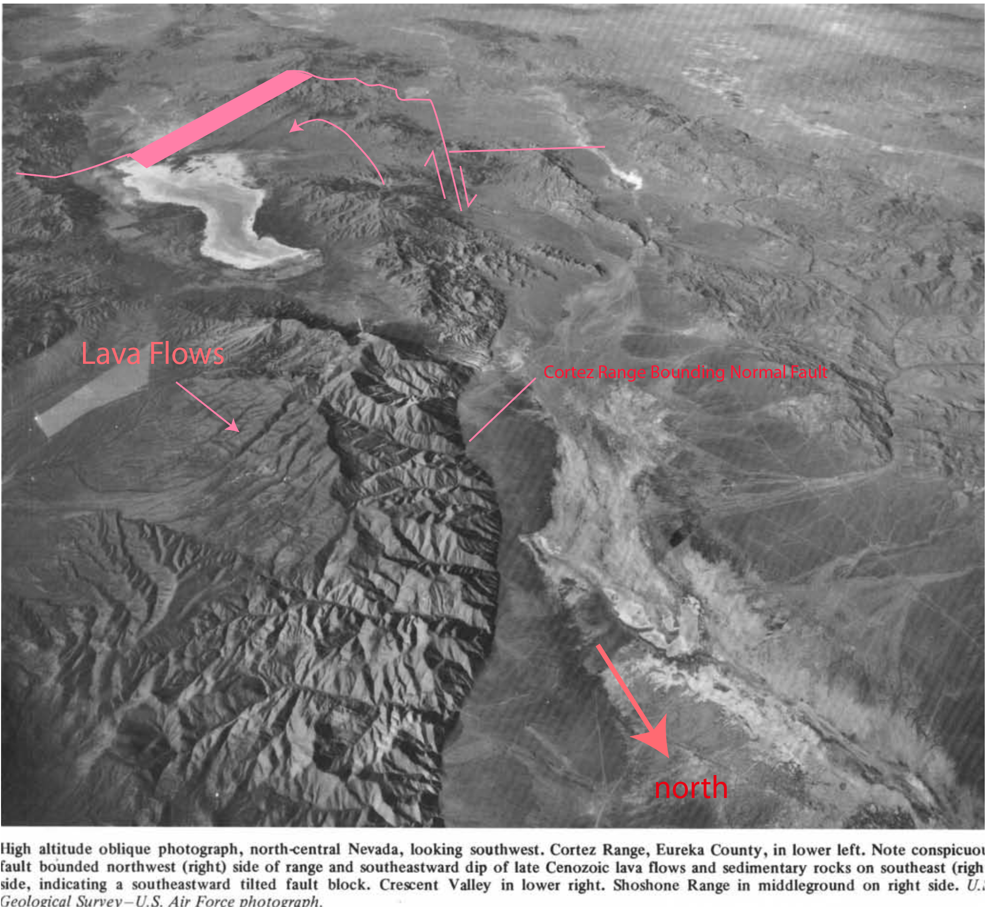 Lava Flows
Cortez Range Bounding Normal Fault
north
High altitude oblique photograph, north-central Nevada, looking southwest. Cortez Range, Eureka County, in lower left. Note conspicuou
fault bounded northwest (right) side of range and southeastward dip of late Cenozoic lava flows and sedimentary rocks on southeast (righ
side, indicating a southeastward tilted fault block. Crescent Valley in lower right. Shoshone Range in middleground on right side. U.S
Geological Survey—U.S. Air Force photograph.